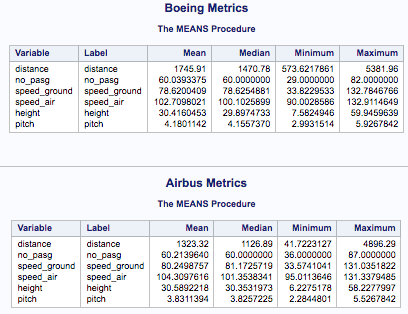 Boeing Metrics
The MEANS Procedure
Variable Label Mean Median Minimum Maximum
distance distance 1745.91 1470.78 573.6217861 5381.96
no_pasg no_pasg 60.0393375 60.0000000 29.0000000 82.0000000
speed_ground speed_ground 78.6200409 78.6254881 33.8229533 132.7846766
speed_air speed_air 102.7098021 100.1025899 90.0028586 132.9114649
height height 30.4160453 29.8974733 7.5824946 59.9459639
pitch pitch 4.1801142 4.1557370 2.9931514 5.9267842
Airbus Metrics
The MEANS Procedure
Variable Label Mean Median Minimum Maximum
distance distance 1323.32 1126.89 41.7223127 4896.29
no_pasg no_pasg 60.2139640 60.0000000 36.0000000 87.0000000
speed_ground speed_ground 80.2498757 81.1725719 33.5741041 131.0351822
speed_air speed_air 104.3097616 101.3538341 95.0113646 131.3379485
height height 30.5892218 30.3531973 6.2275178 58.2277997
pitch pitch 3.8311394 3.8257225 2.2844801 5.5267842